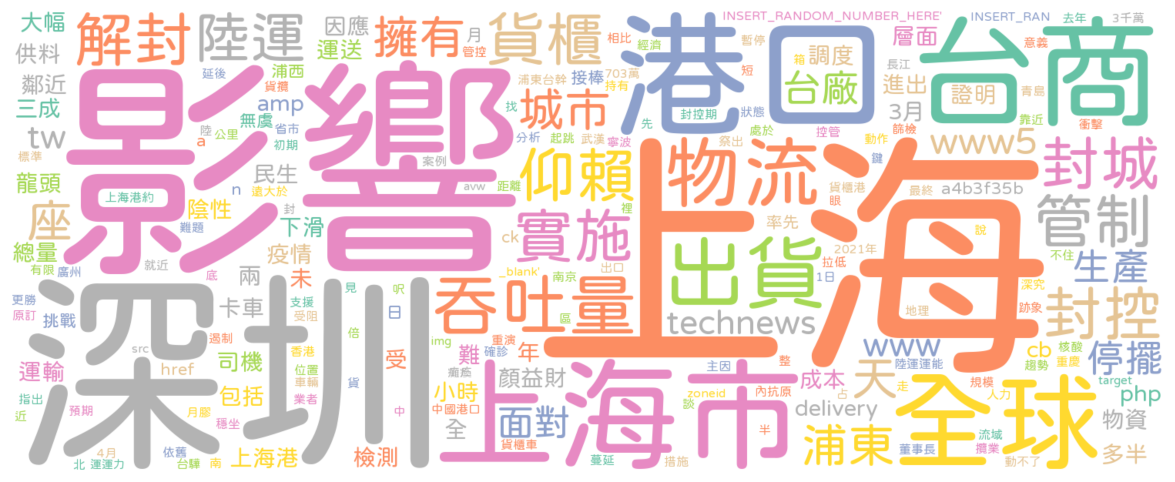 影響
上海
深圳
港口
台商
上海市
全球
物流
出貨
吞吐量
仰賴
實施
封城
管制
封控
解封
陸運
擁有
貨櫃
城市
台廠
調度
層面
進出
證明
3月
www5
a4b3f35b
生產
停擺
cb
php
物資
多半
浦東
成本
天
www
technews
delivery
面對
顏益財
小時
難
年
受
檢測
上海港
包括
司機
卡車
href
src
運輸
挑戰
下滑
疫情
兩
未
座
陰性
總量
龍頭
民生
無虞
amp
tw
三成
鄰近
供料
大幅
因應
運送
月
管控
延後
浦西
貨攤
接棒
浦東台幹
相比
703萬
持有
經濟
暫停
短
INSERT_RANDOM_NUMBER_HERE'
INSERT_RAN
去年
3千萬
意義
長江
青島
靠近
衝擊
篩檢
動作
控管
處於
狀態
封控期
先
箱
祭出
武漢
起跳
分析
找
寧波
案例
avw
距離
裡
ck
_blank'
出口
南京
區
率先
貨櫃港
眼
鍵
最終
說
2021年
1日
拉低
地理
深究
跡象
不住
核酸
重慶
趨勢
target
陸運運能
走
規模
人力
占
流域
攤業
董事長
動不了
主因
整
內抗原
zoneid
談
半
措施
蔓延
貨櫃車
中國港口
確診
重演
img
癱瘓
全
日
呎
見
倍
貨
中
支援
受阻
香港
位置
車輛
業者
穩坐
月底
遏制
底
南
台驊
依舊
運運力
北
4月
預期
指出
近
原訂
更勝
廣州
有限
就近
難題
封
遠大於
上海港約
標準
n
a
陸
公里
省市
初期